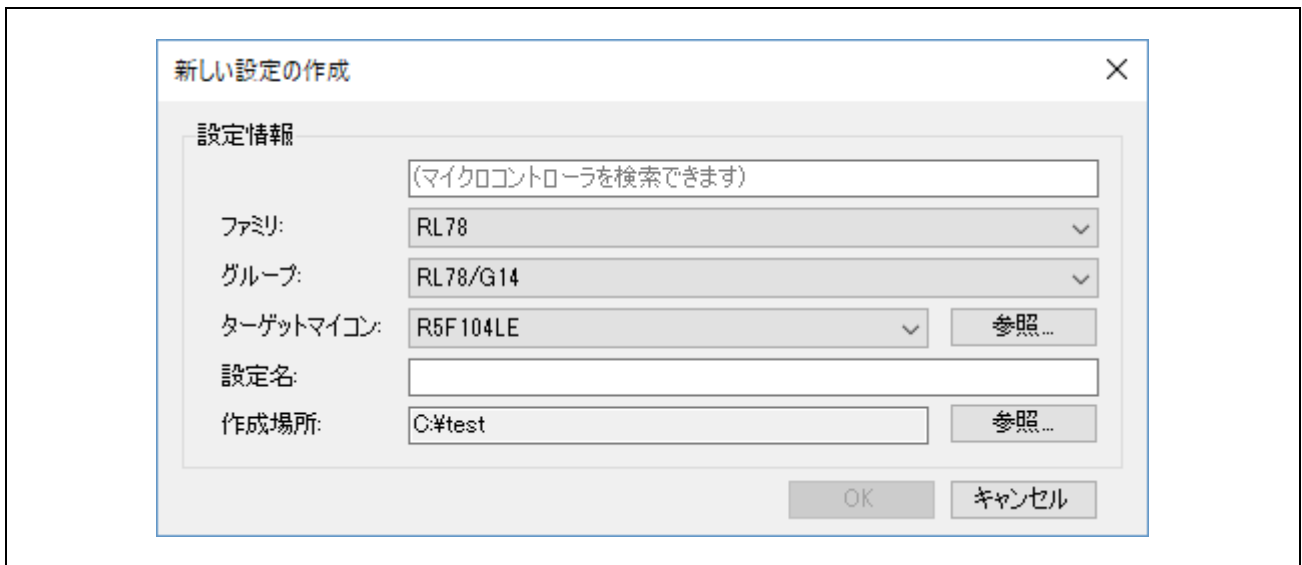 新しい設定の作成
設定情報
(マイクロコントローラを検索できます)
ファミリ: RL78
グループ: RL78/G14
ターゲットマイコン: R5F104LE 参照...
設定名:
作成場所: C:¥test 参照...
OK キャンセル